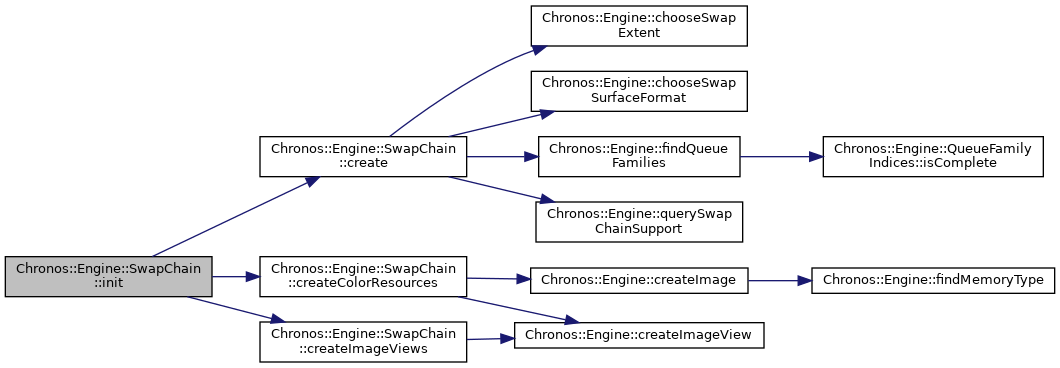 Chronos::Engine::chooseSwap
Extent
Chronos::Engine::chooseSwap
SurfaceFormat
Chronos::Engine::SwapChain
::create
Chronos::Engine::findQueue
Families
Chronos::Engine::QueueFamily
Indices::isComplete
Chronos::Engine::querySwap
ChainSupport
Chronos::Engine::SwapChain
::init
Chronos::Engine::SwapChain
::createColorResources
Chronos::Engine::createImage
Chronos::Engine::findMemoryType
Chronos::Engine::SwapChain
::createImageViews
Chronos::Engine::createImageView